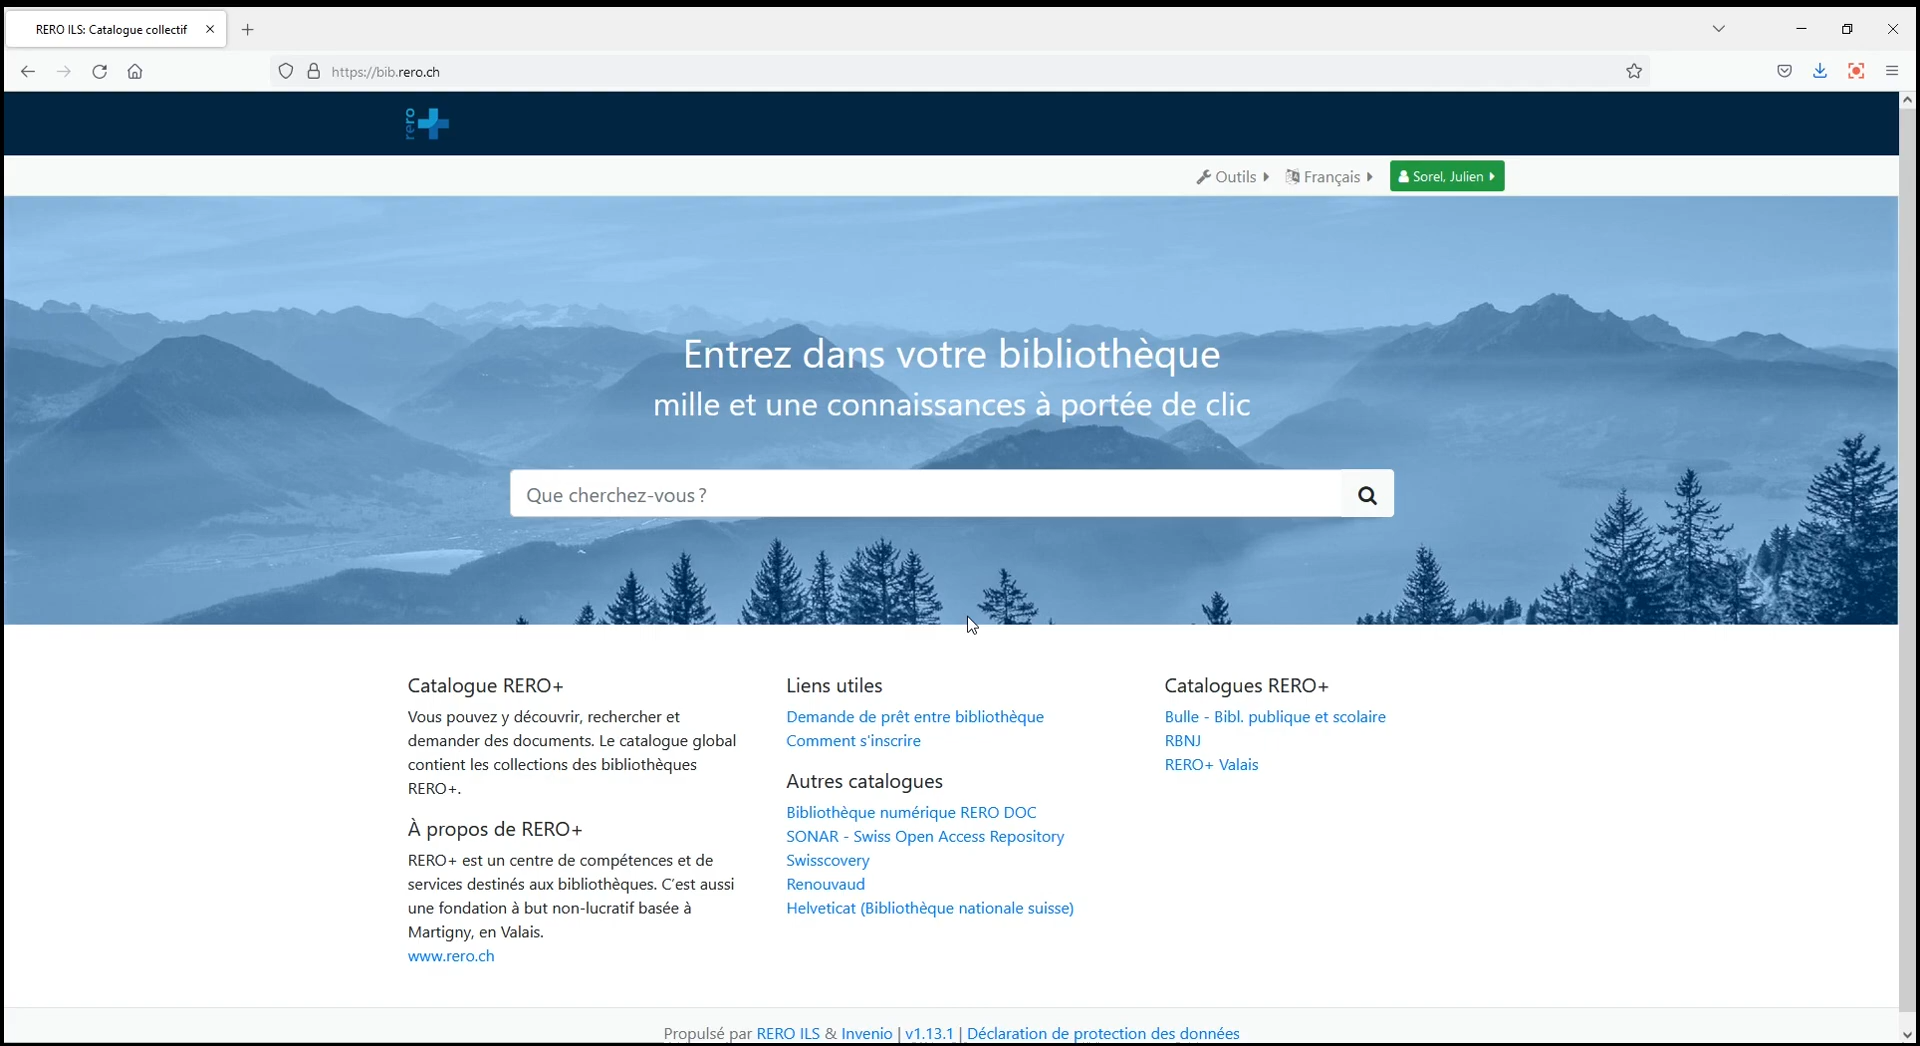 RERO ILS: Catalogue collectif
https://bib.rero.ch
rero
Outils
Français
Sorel, Julien
Entrez dans votre bibliothèque
mille et une connaissances à portée de clic
Que cherchez-vous ?
Catalogue RERO+
Vous pouvez y découvrir, rechercher et
demander des documents. Le catalogue global
contient les collections des bibliothèques
RERO+.
À propos de RERO+
RERO+ est un centre de compétences et de
services destinés aux bibliothèques. C'est aussi
une fondation à but non-lucratif basée à
Martigny, en Valais.
www.rero.ch
Liens utiles
Demande de prêt entre bibliothèque
Comment s'inscrire
Autres catalogues
Bibliothèque numérique RERO DOC
SONAR - Swiss Open Access Repository
Swisscovery
Renouvaud
Helveticat (Bibliothèque nationale suisse)
Catalogues RERO+
Bulle - Bibl. publique et scolaire
RBNJ
RERO+ Valais
Propulsé par RERO ILS & Invenio | v1.13.1 | Déclaration de protection des données